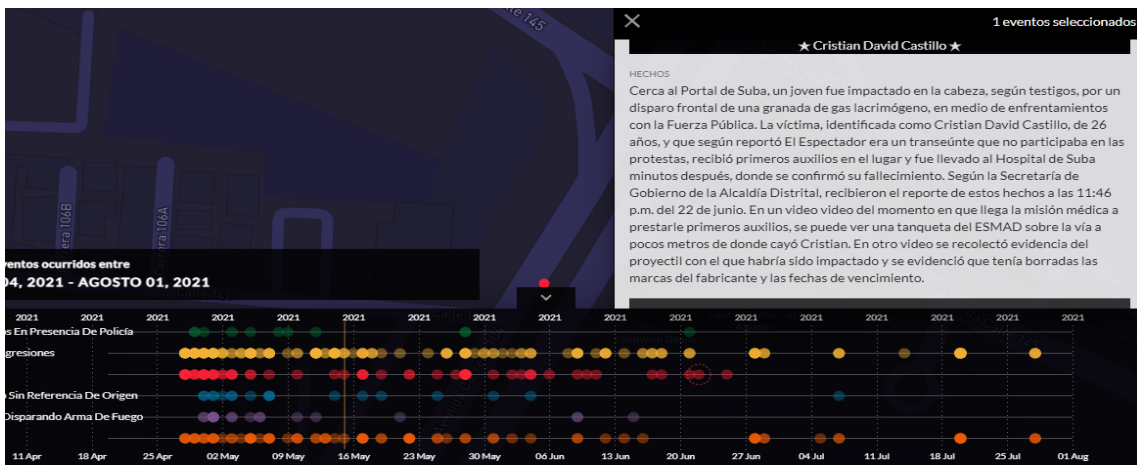 Calle 145
1 eventos seleccionados
★ Cristian David Castillo ★
HECHOS
Cerca al Portal de Suba, un joven fue impactado en la cabeza, según testigos, por un
disparo frontal de una granada de gas lacrimógeno, en medio de enfrentamientos
con la Fuerza Pública. La víctima, identificada como Cristian David Castillo, de 26
años, y que según reportó El Espectador era un transeúnte que no participaba en las
protestas, recibió primeros auxilios en el lugar y fue llevado al Hospital de Suba
minutos después, donde se confirmó su fallecimiento. Según la Secretaría de
Gobierno de la Alcaldía Distrital, recibieron el reporte de estos hechos a las 11:46
p.m. del 22 de junio. En un video video del momento en que llega la misión médica a
prestarle primeros auxilios, se puede ver una tanqueta del ESMAD sobre la vía a
pocos metros de donde cayó Cristian. En otro video se recolectó evidencia del
proyectil con el que habría sido impactado y se evidenció que tenía borradas las
marcas del fabricante y las fechas de vencimiento.
arrera 106B
arrera 106A
ventos ocurridos entre
04, 2021 - AGOSTO 01, 2021
Calle 142
2021 2021 2021 2021 2021 2021 2021 2021 2021 2021 2021 2021 2021 2021 2021 2021 2021
s En Presencia De Policía
gresiones
Sin Referencia De Origen
Disparando Arma De Fuego
11 Apr 18 Apr 25 Apr 02 May 09 May 16 May 23 May 30 May 06 Jun 13 Jun 20 Jun 27 Jun 04 Jul 11 Jul 18 Jul 25 Jul 01 Aug